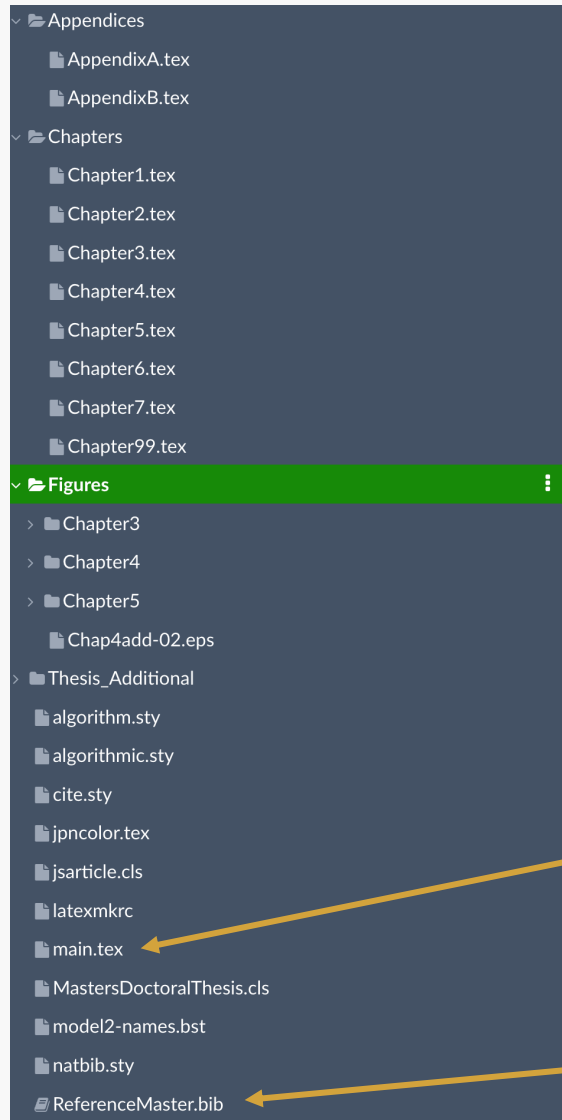 Appendices
AppendixA.tex
AppendixB.tex
Chapters
Chapter1.tex
Chapter2.tex
Chapter3.tex
Chapter4.tex
Chapter5.tex
Chapter6.tex
Chapter7.tex
Chapter99.tex
Figures
Chapter3
Chapter4
Chapter5
Chap4add-02.eps
Thesis_Additional
algorithm.sty
algorithmic.sty
cite.sty
jpncolor.tex
jsarticle.cls
latexmkrc
main.tex
MastersDoctoralThesis.cls
model2-names.bst
natbib.sty
ReferenceMaster.bib